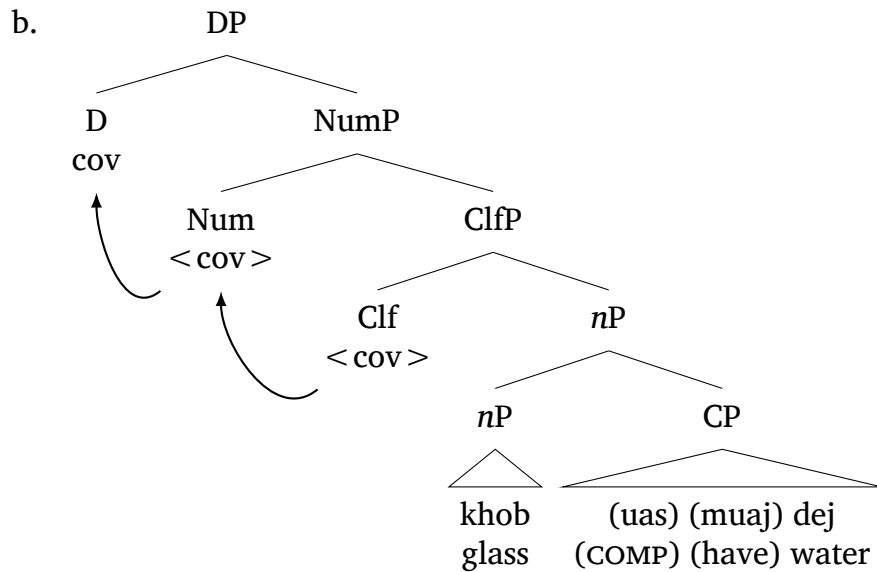 b. DP
D NumP
cov
Num ClfP
<cov>
Clf nP
<cov>
nP CP
khob (uas) (muaj) dej
glass (COMP) (have) water